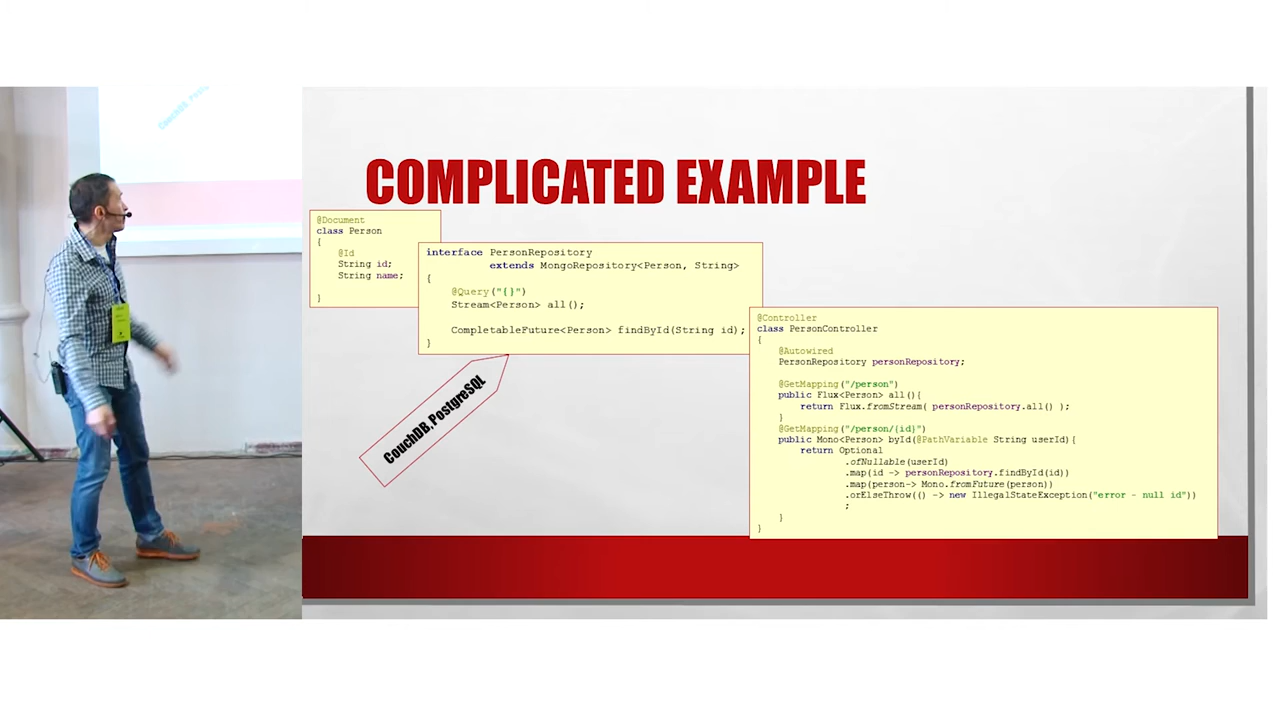 COMPLICATED EXAMPLE
@Document
class Person
{
@Id
String id;
String name;
}
interface PersonRepository
extends MongoRepository<Person, String>
{
@Query("{}")
Stream<Person> all();
CompletableFuture<Person> findById(String id);
}
CouchDB,PostgreSQL
@Controller
class PersonController
{
@Autowired
PersonRepository personRepository;
@GetMapping("/person")
public Flux<Person> all(){
return Flux.fromStream( personRepository.all() );
}
@GetMapping("/person/{id}")
public Mono<Person> byId(@PathVariable String userId){
return Optional
.ofNullable(userId)
.map(id -> personRepository.findById(id))
.map(person-> Mono.fromFuture(person))
.orElseThrow(() -> new IllegalStateException("error - null id"))
;
}
}